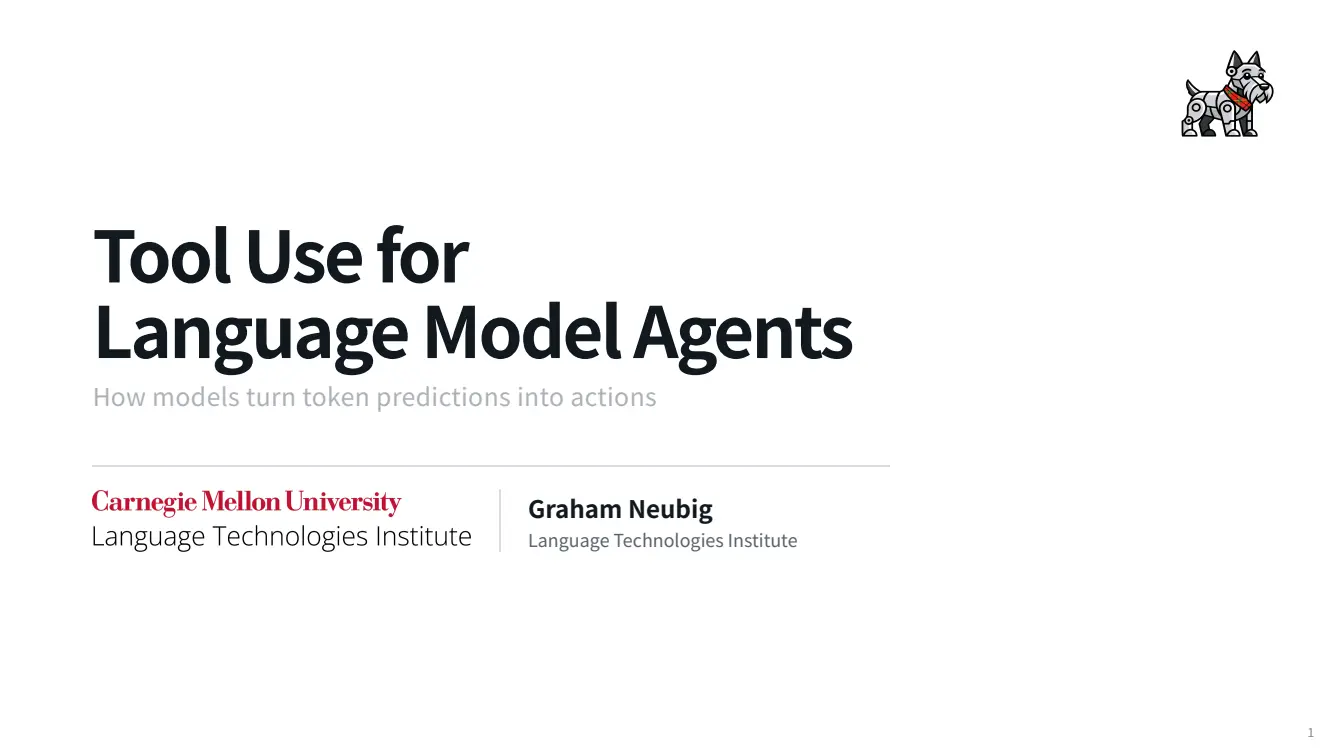 Tool Use for
Language Model Agents
How models turn token predictions into actions
Carnegie Mellon University
Language Technologies Institute
Graham Neubig
Language Technologies Institute
1